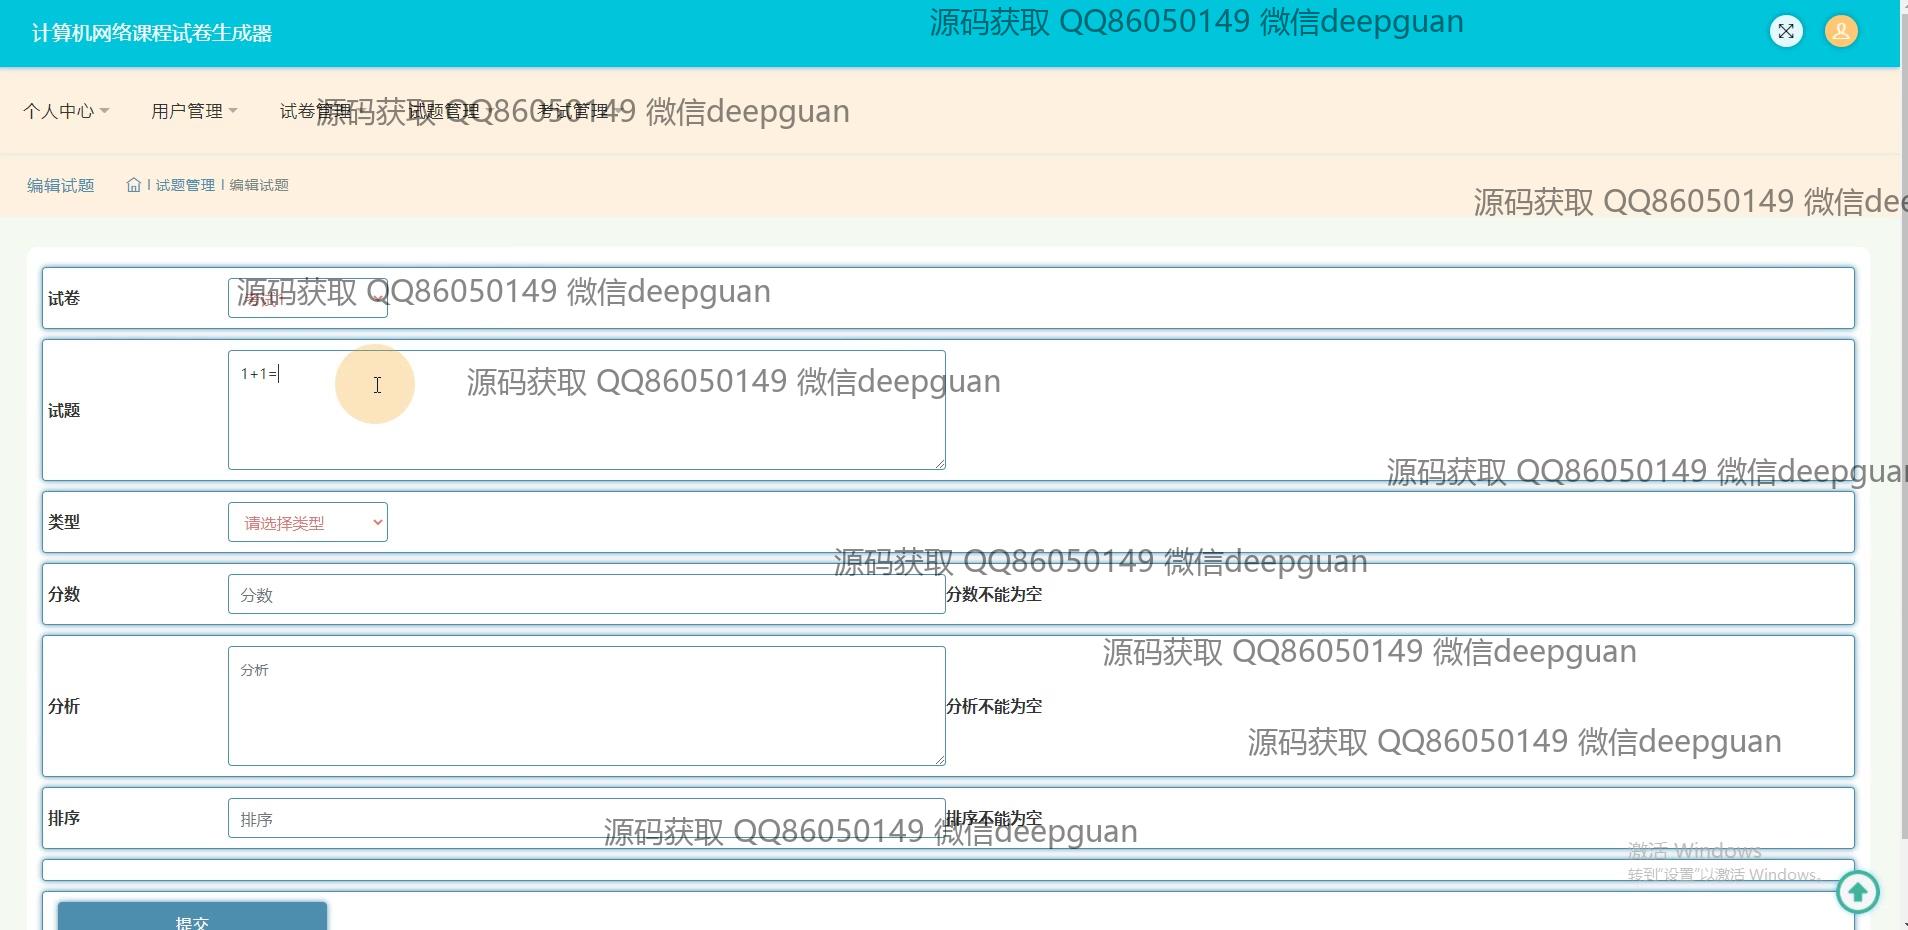 计算机网络课程试卷生成器
源码获取 QQ86050149 微信deepguan
个人中心 用户管理 试卷管理 试题管理 考试管理
源码获取 QQ86050149 微信deepguan
编辑试题 | 试题管理 | 编辑试题
源码获取 QQ86050149 微信dee
试卷
源码获取 QQ86050149 微信deepguan
试题 1+1=
源码获取 QQ86050149 微信deepguan
源码获取 QQ86050149 微信deepguan
类型 请选择类型
源码获取 QQ86050149 微信deepguan
分数 分数 分数不能为空
源码获取 QQ86050149 微信deepguan
分析 分析 分析不能为空
源码获取 QQ86050149 微信deepguan
排序 排序 排序不能为空
源码获取 QQ86050149 微信deepguan
激活 Windows
转到"设置"以激活 Windows。
提交